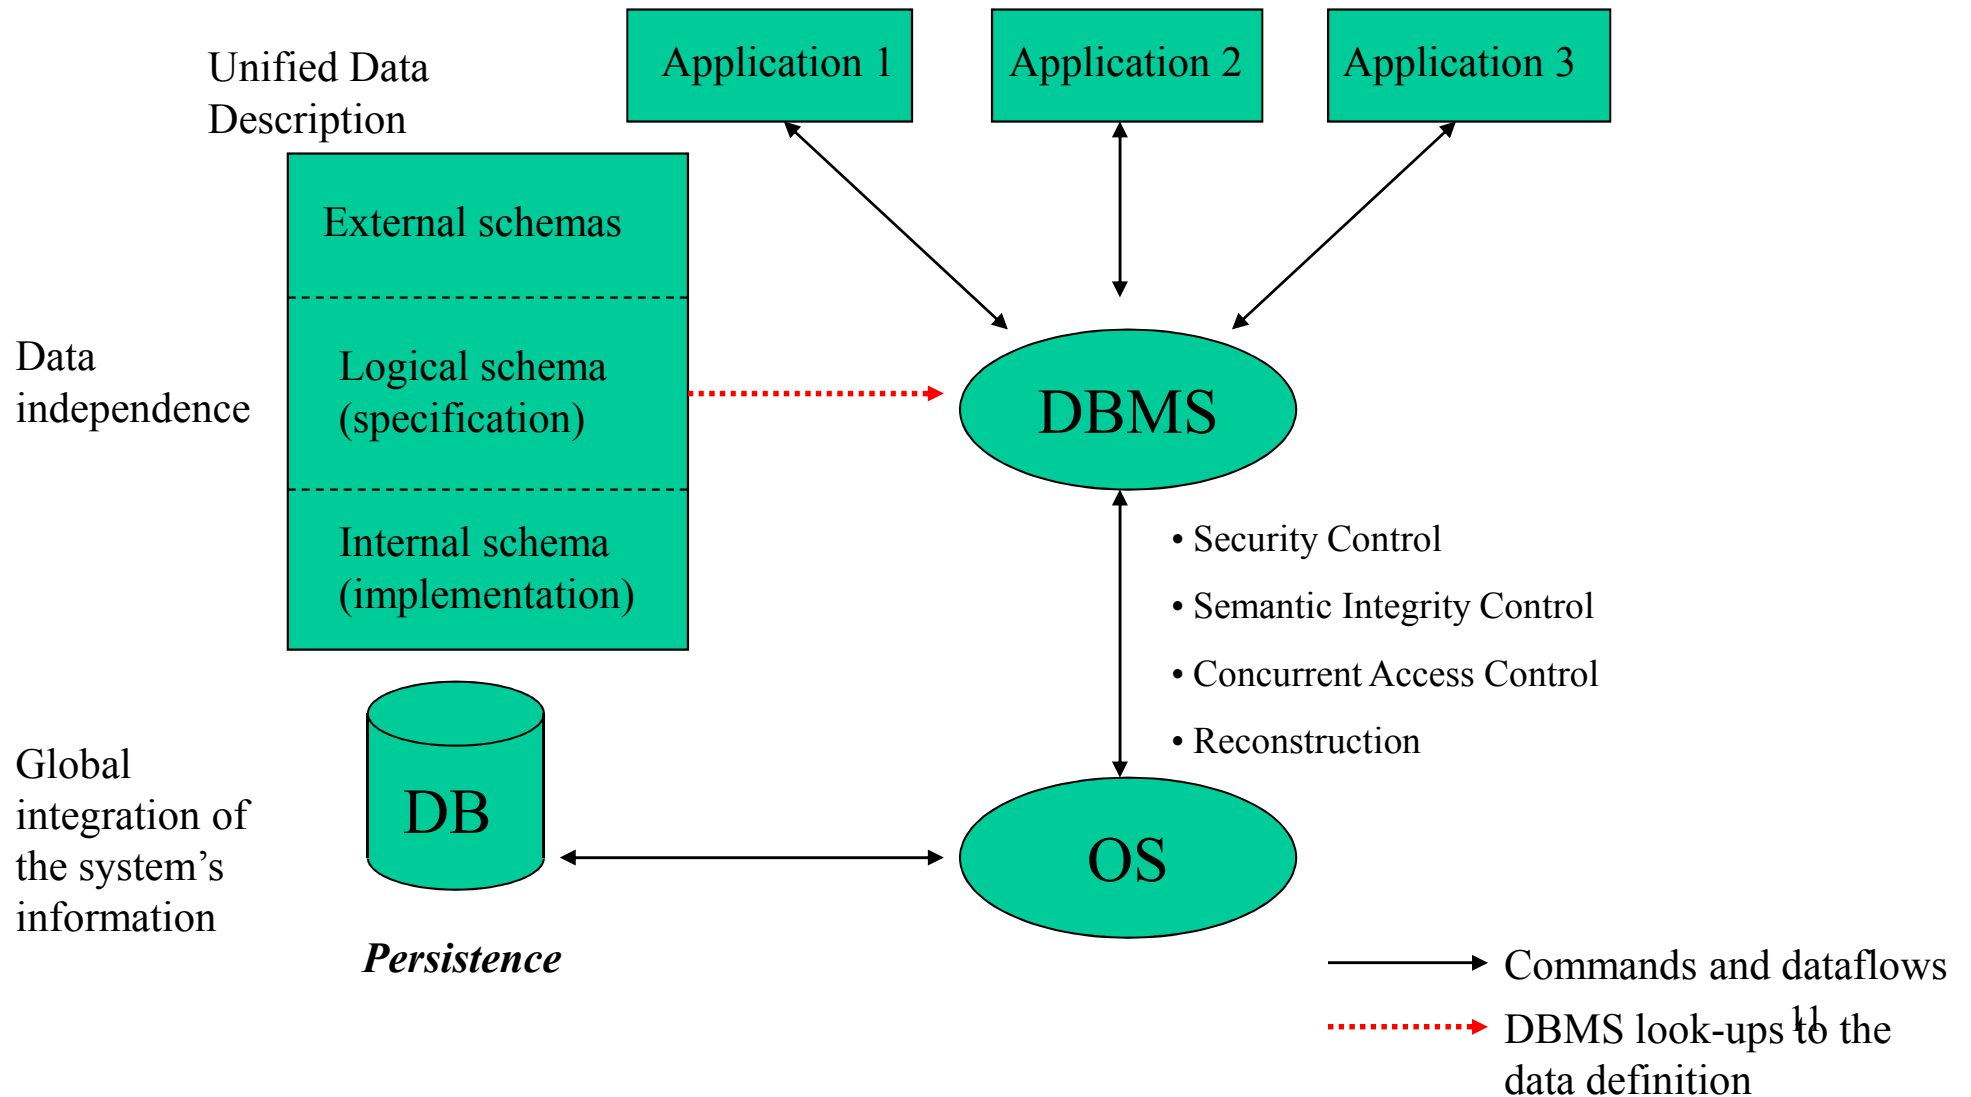 Unified Data
Description
Application 1
Application 2
Application 3
External schemas
Logical schema
(specification)
Internal schema
(implementation)
Data
independence
DBMS
• Security Control
• Semantic Integrity Control
• Concurrent Access Control
• Reconstruction
Global
integration of
the system’s
information
DB
Persistence
OS
Commands and dataflows
DBMS look-ups to the
data definition
11